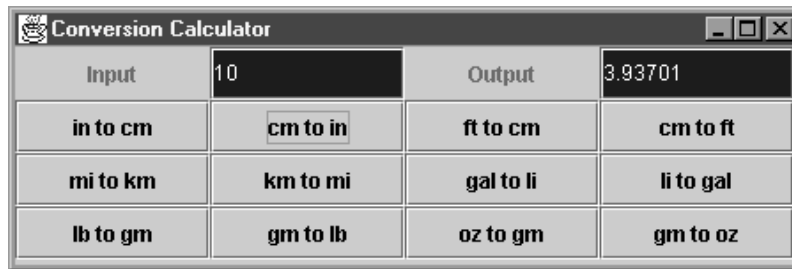 Conversion Calculator
Input 10 Output 3.93701
in to cm cm to in ft to cm cm to ft
mi to km km to mi gal to li li to gal
lb to gm gm to lb oz to gm gm to oz